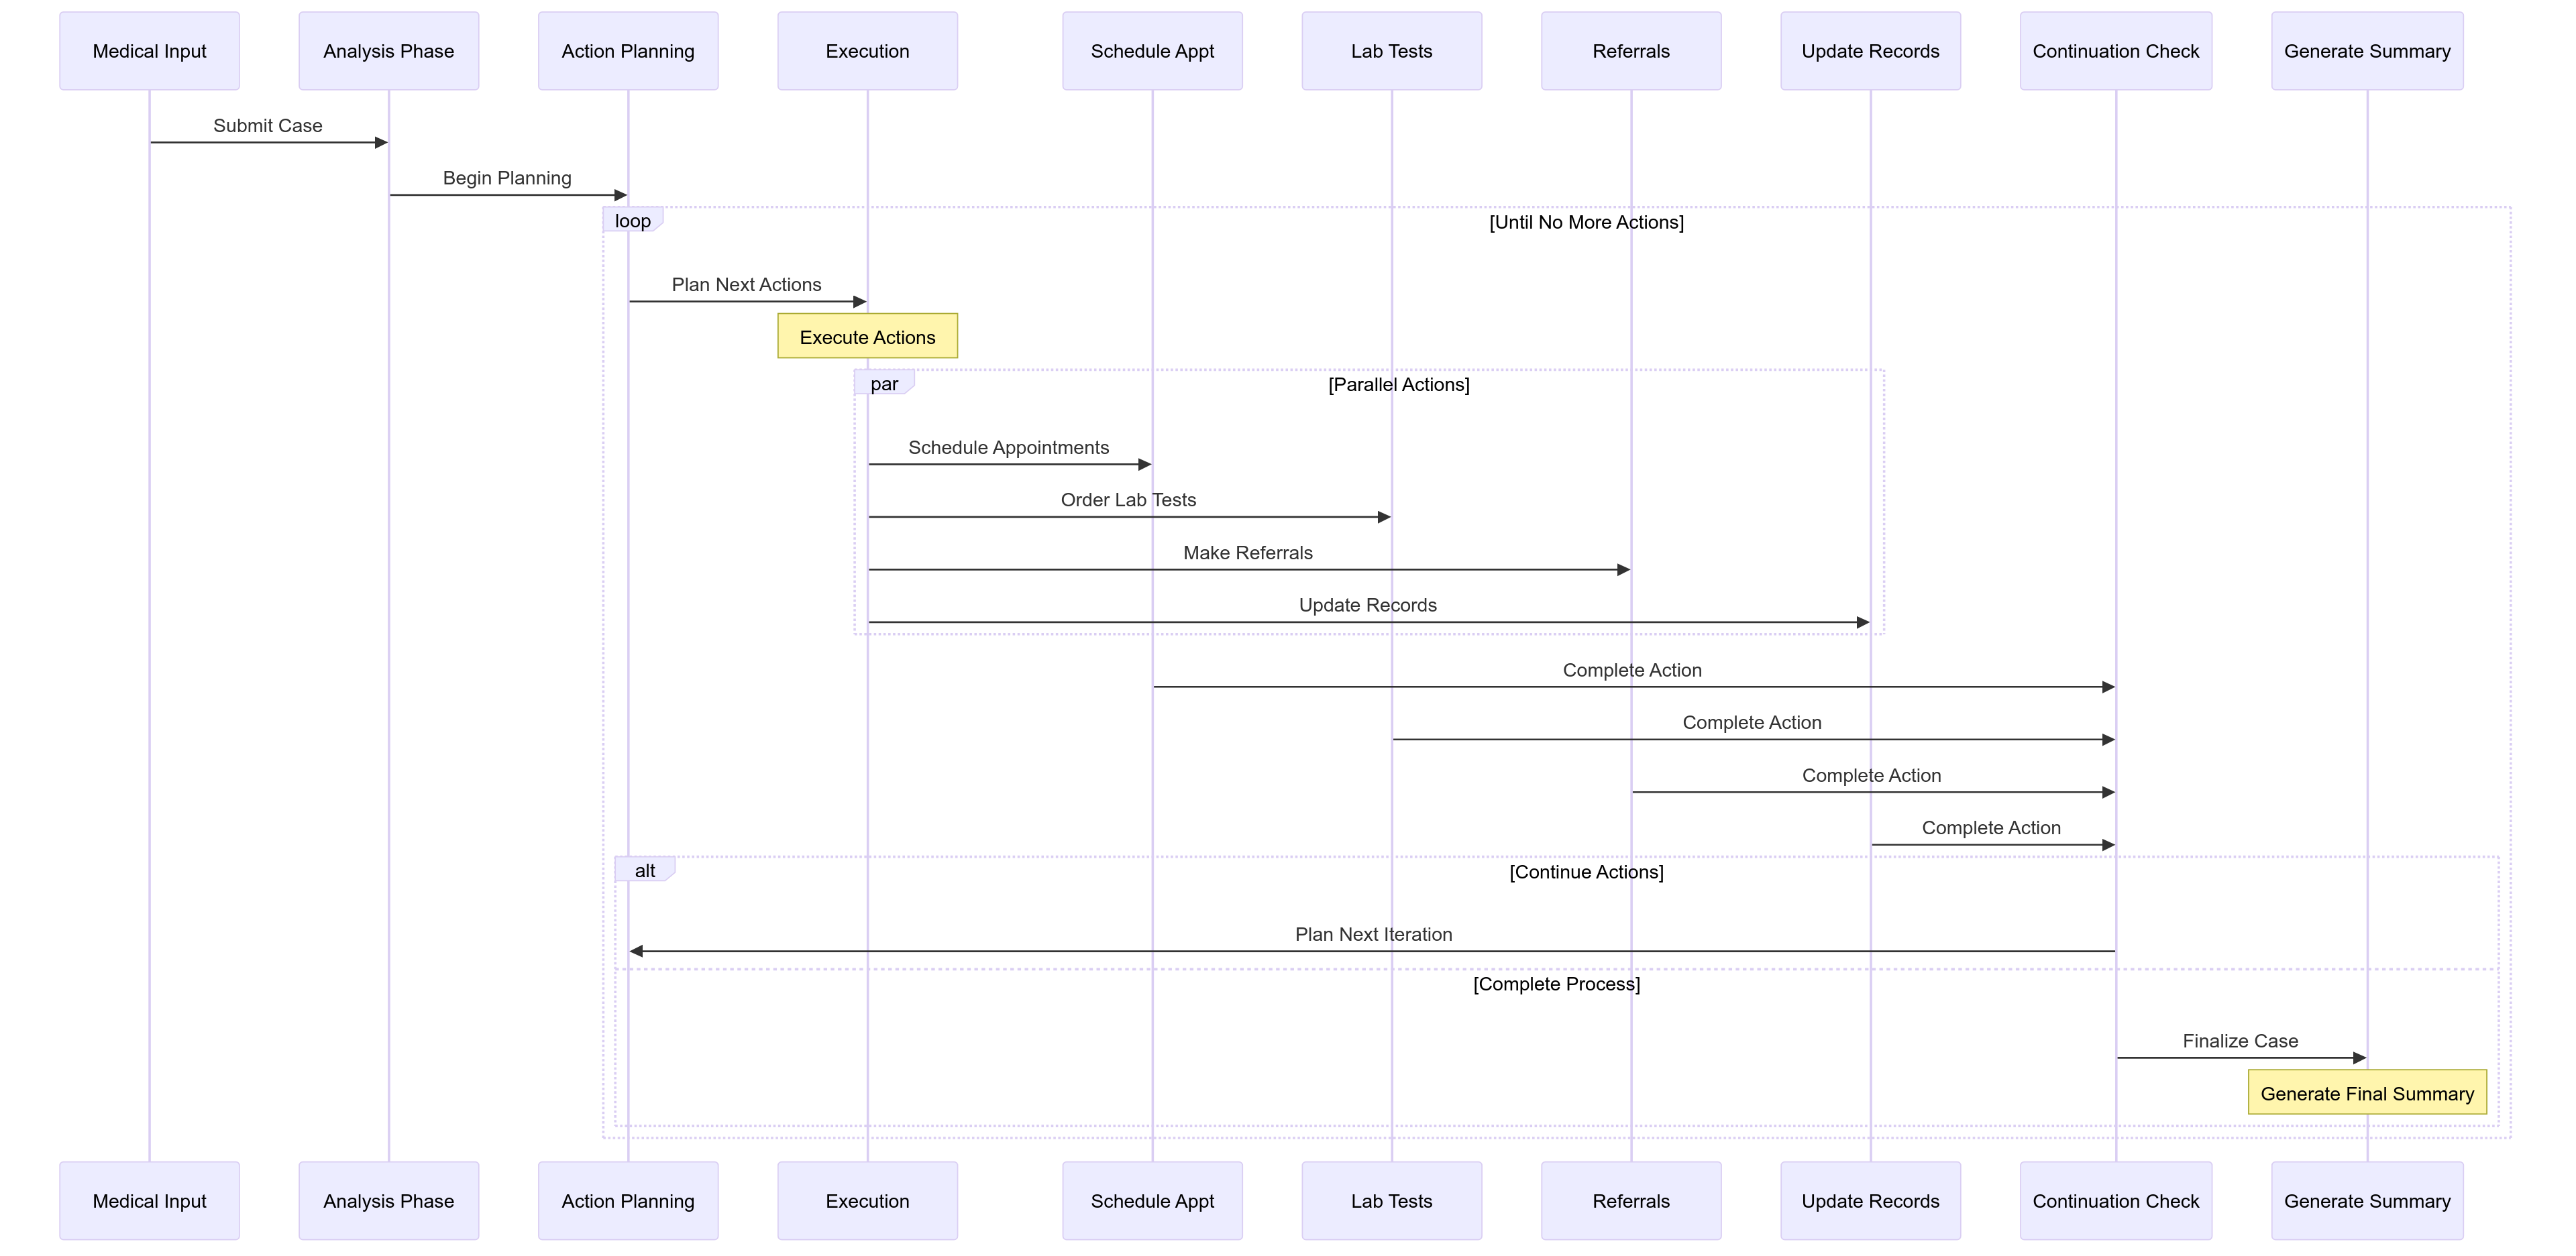 Medical Input
Analysis Phase
Action Planning
Execution
Schedule Appt
Lab Tests
Referrals
Update Records
Continuation Check
Generate Summary
Submit Case
Begin Planning
loop
[Until No More Actions]
Plan Next Actions
Execute Actions
par
[Parallel Actions]
Schedule Appointments
Order Lab Tests
Make Referrals
Update Records
Complete Action
Complete Action
Complete Action
Complete Action
alt
[Continue Actions]
Plan Next Iteration
[Complete Process]
Finalize Case
Generate Final Summary
Medical Input
Analysis Phase
Action Planning
Execution
Schedule Appt
Lab Tests
Referrals
Update Records
Continuation Check
Generate Summary